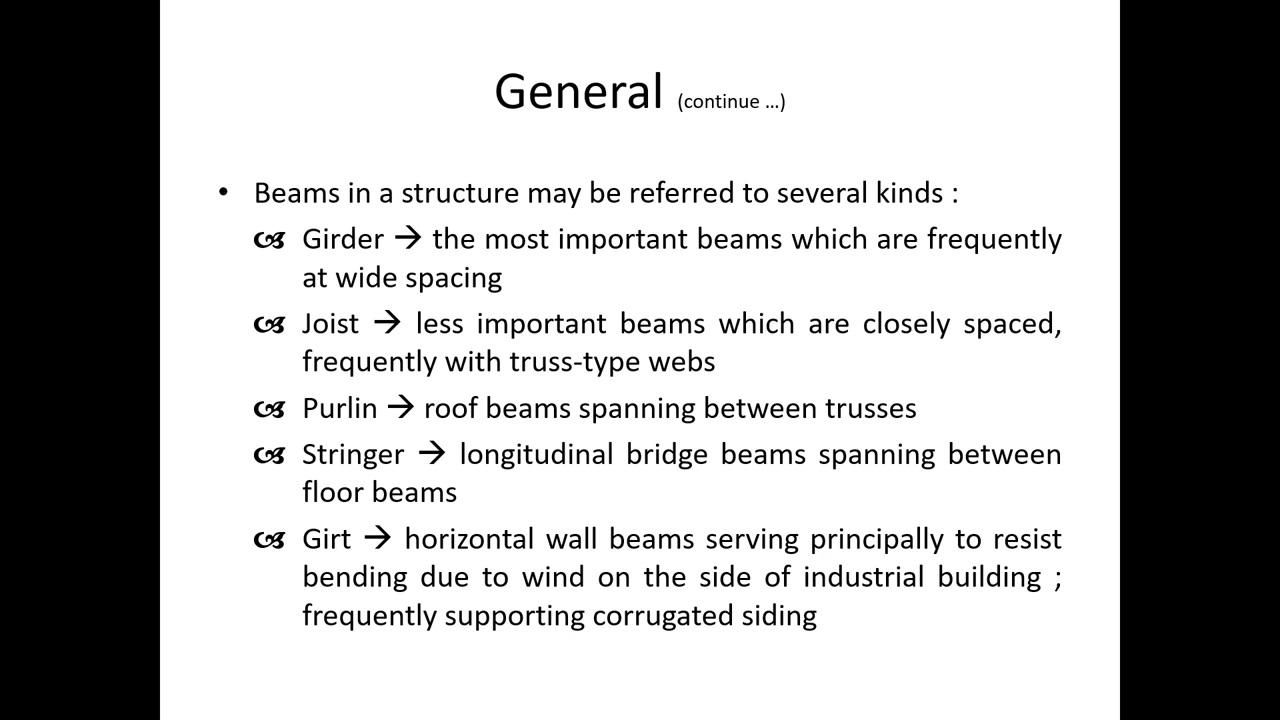 General (continue ...)
• Beams in a structure may be referred to several kinds :
Girder → the most important beams which are frequently
at wide spacing
Joist → less important beams which are closely spaced,
frequently with truss-type webs
Purlin → roof beams spanning between trusses
Stringer → longitudinal bridge beams spanning between
floor beams
Girt → horizontal wall beams serving principally to resist
bending due to wind on the side of industrial building ;
frequently supporting corrugated siding